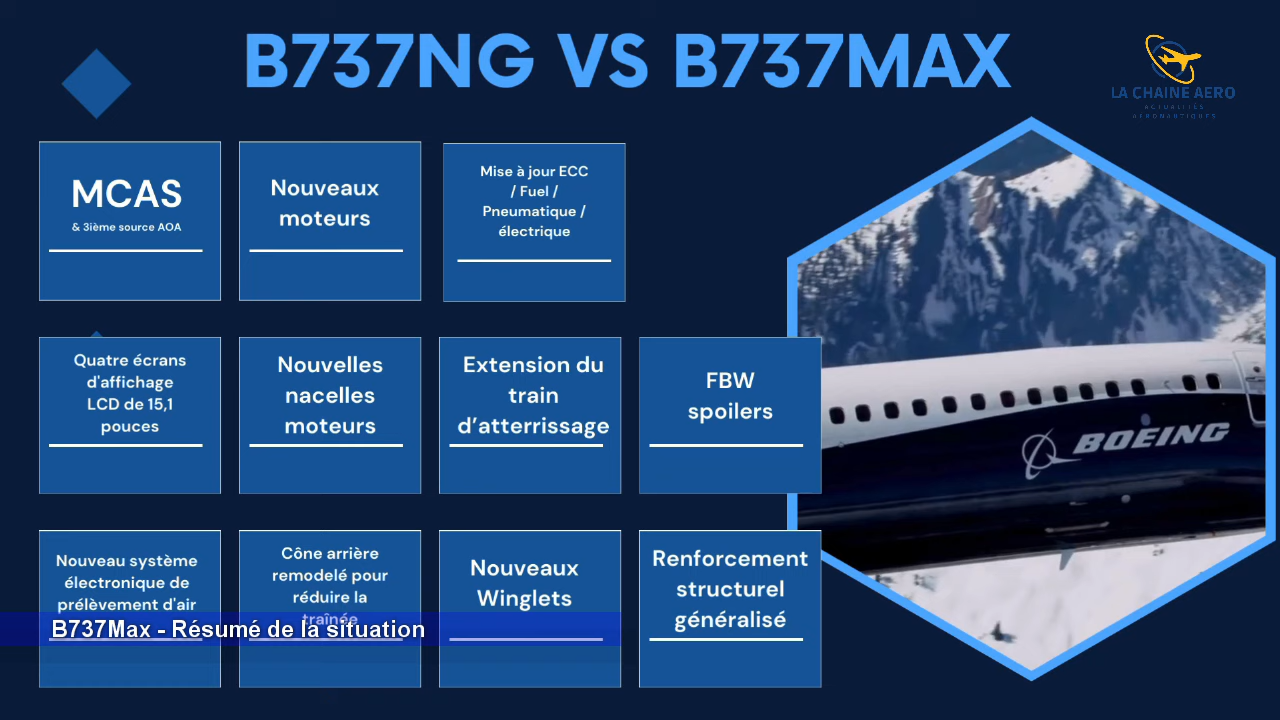 B737NG VS B737MAX
LA CHAINE AERO
ACTUALITÉS
AÉRONAUTIQUES
MCAS
& 3ième source AOA
Nouveaux
moteurs
Mise à jour ECC
/ Fuel /
Pneumatique /
électrique
Quatre écrans
d'affichage
LCD de 15,1
pouces
Nouvelles
nacelles
moteurs
Extension du
train
d’atterrissage
FBW
spoilers
BOEING
Nouveau système
électronique de
prélèvement d'air
Cône arrière
remodelé pour
réduire la
traînée
Nouveaux
Winglets
Renforcement
structurel
généralisé
B737Max - Résumé de la situation